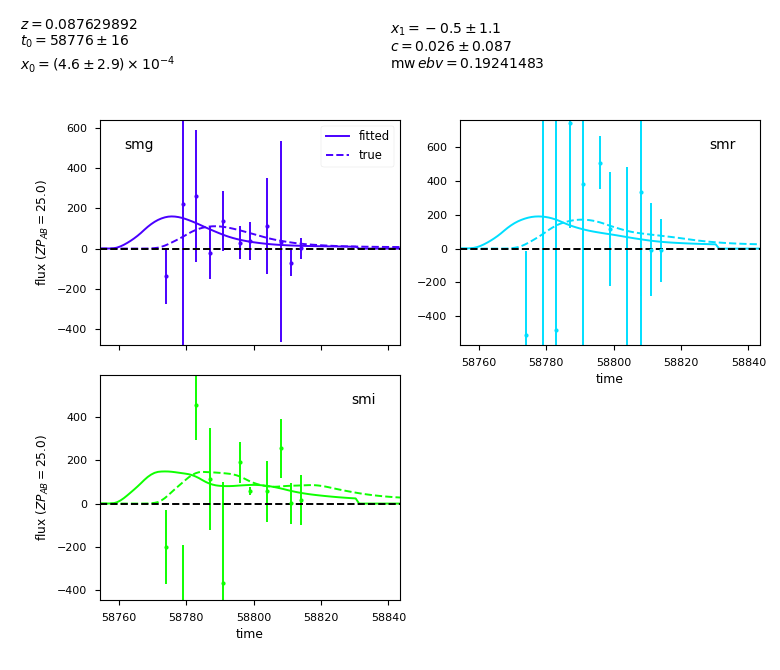 z = 0.087629892
t₀ = 58776 ± 16
x₀ = (4.6 ± 2.9) × 10⁻⁴
x₁ = −0.5 ± 1.1
c = 0.026 ± 0.087
mw ebv = 0.19241483
smg
fitted
true
600
400
200
0
−200
−400
flux (ZP_AB = 25.0)
smr
600
400
200
0
−200
−400
58760 58780 58800 58820 58840
time
smi
400
200
0
−200
−400
flux (ZP_AB = 25.0)
58760 58780 58800 58820 58840
time